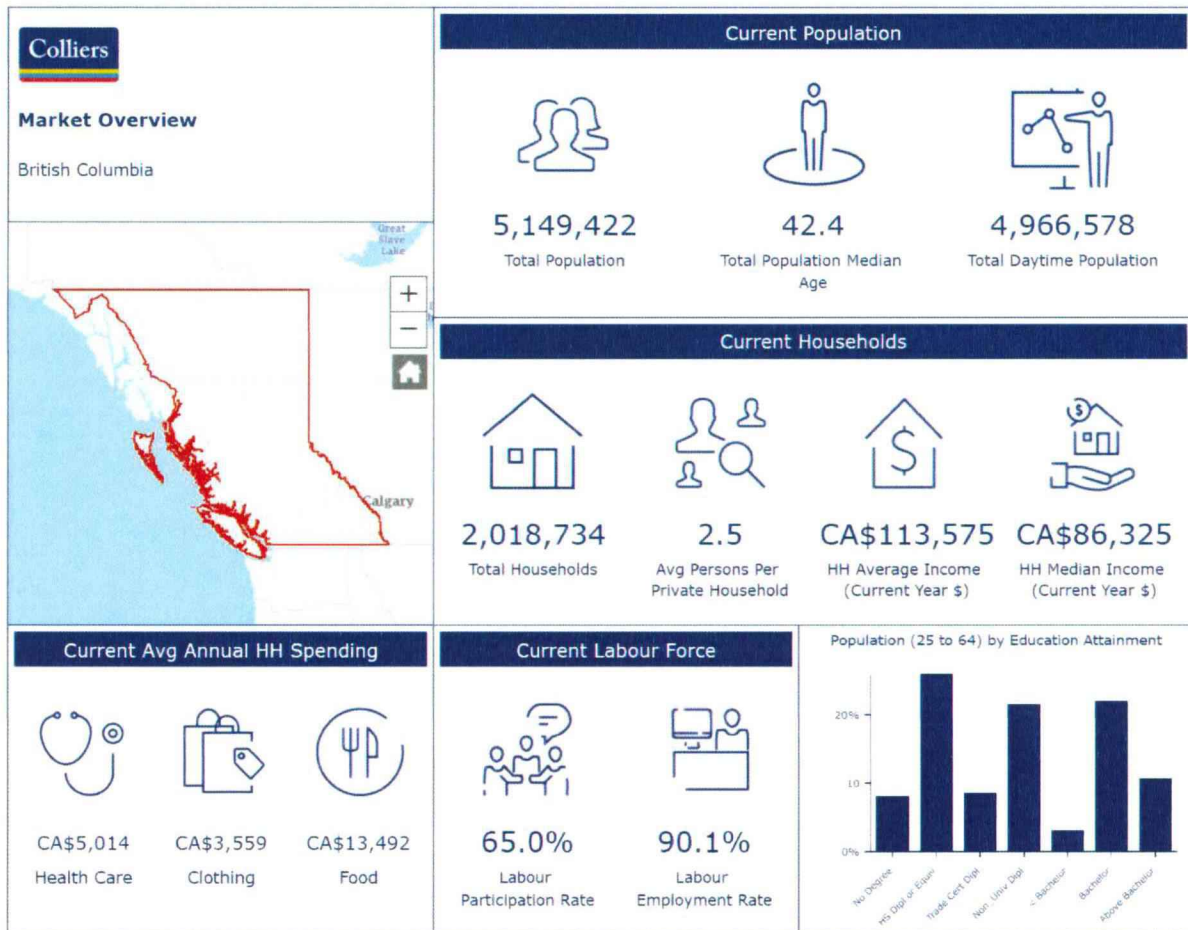 Colliers
Market Overview
British Columbia
Great
Slave
Lake
+
−
Calgary
Current Population
5,149,422
Total Population
42.4
Total Population Median
Age
4,966,578
Total Daytime Population
Current Households
$
$
2,018,734
Total Households
2.5
Avg Persons Per
Private Household
CA$113,575
HH Average Income
(Current Year $)
CA$86,325
HH Median Income
(Current Year $)
Current Avg Annual HH Spending
CA$5,014
Health Care
CA$3,559
Clothing
CA$13,492
Food
Current Labour Force
65.0%
Labour
Participation Rate
90.1%
Labour
Employment Rate
Population (25 to 64) by Education Attainment
20%
10
0%
No Degree
HS Dipl or Equiv
Trade Cert Dipl
Non. Univ Dipl
< Bachelor
Bachelor
Above Bachelor